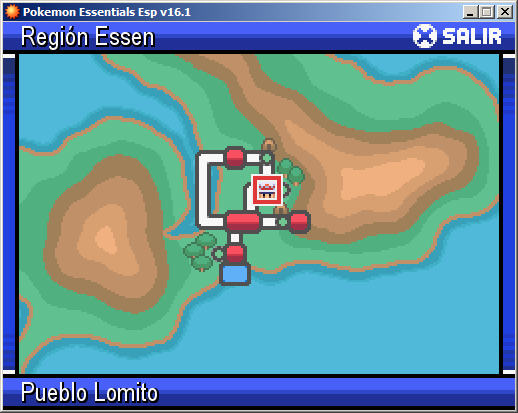 Pokemon Essentials Esp v16.1
Región Essen
SALIR
Pueblo Lomito